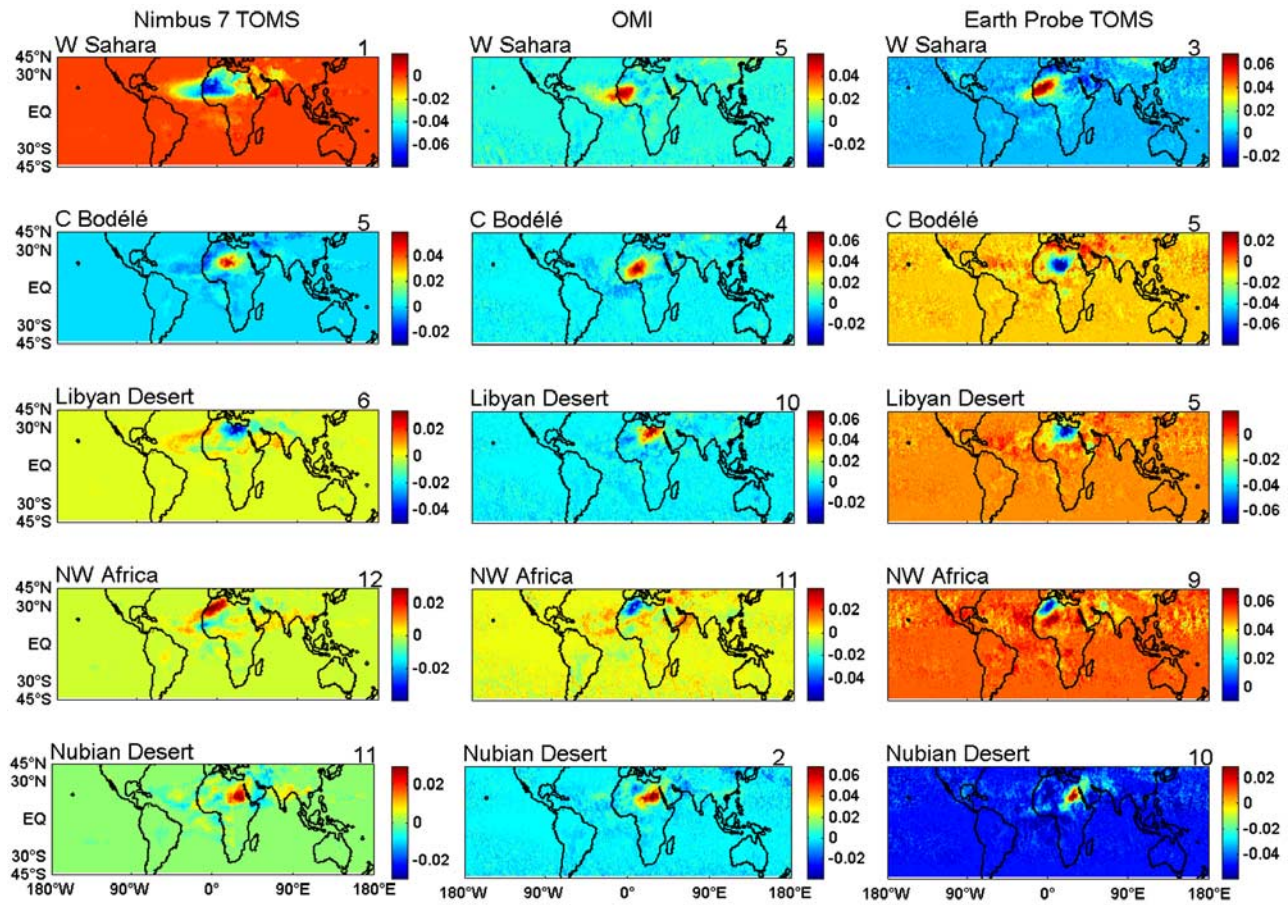 Nimbus 7 TOMS OMI Earth Probe TOMS
W Sahara 1 W Sahara 5 W Sahara 3
45°N
30°N
EQ
30°S
45°S
0
-0.02
-0.04
-0.06
0.04
0.02
0
-0.02
0.06
0.04
0.02
0
-0.02
C Bodélé 5 C Bodélé 4 C Bodélé 5
45°N
30°N
EQ
30°S
45°S
0.04
0.02
0
-0.02
0.06
0.04
0.02
0
-0.02
0.02
0
-0.02
-0.04
-0.06
Libyan Desert 6 Libyan Desert 10 Libyan Desert 5
45°N
30°N
EQ
30°S
45°S
0.02
0
-0.02
-0.04
0.06
0.04
0.02
0
-0.02
0
-0.02
-0.04
-0.06
NW Africa 12 NW Africa 11 NW Africa 9
45°N
30°N
EQ
30°S
45°S
0.02
0
-0.02
-0.04
0.02
0
-0.02
-0.04
0.06
0.04
0.02
0
Nubian Desert 11 Nubian Desert 2 Nubian Desert 10
45°N
30°N
EQ
30°S
45°S
0.02
0
-0.02
0.06
0.04
0.02
0
-0.02
0.02
0
-0.02
-0.04
-0.06
180°W 90°W 0° 90°E 180°E 180°W 90°W 0° 90°E 180°E 180°W 90°W 0° 90°E 180°E